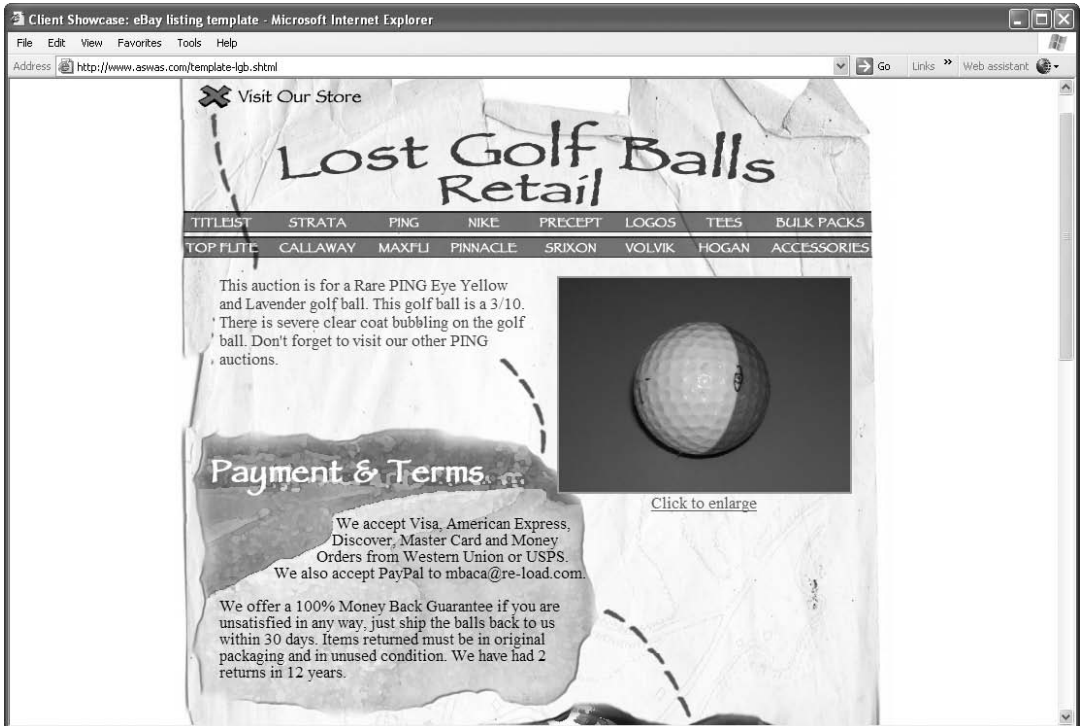 Client Showcase: eBay listing template - Microsoft Internet Explorer
File Edit View Favorites Tools Help
Address http://www.aswas.com/template-lgb.shtml Go Links » Web assistant
Visit Our Store
Lost Golf Balls
Retail
TITLEIST STRATA PING NIKE PRECEPT LOGOS TEES BULK PACKS
TOP FLITE CALLAWAY MAXFLI PINNACLE SRIXON VOLVIK HOGAN ACCESSORIES
This auction is for a Rare PING Eye Yellow
and Lavender golf ball. This golf ball is a 3/10.
There is severe clear coat bubbling on the golf
ball. Don't forget to visit our other PING
auctions.
Click to enlarge
Payment & Terms
We accept Visa, American Express,
Discover, Master Card and Money
Orders from Western Union or USPS.
We also accept PayPal to mbaca@re-load.com.
We offer a 100% Money Back Guarantee if you are
unsatisfied in any way, just ship the balls back to us
within 30 days. Items returned must be in original
packaging and in unused condition. We have had 2
returns in 12 years.